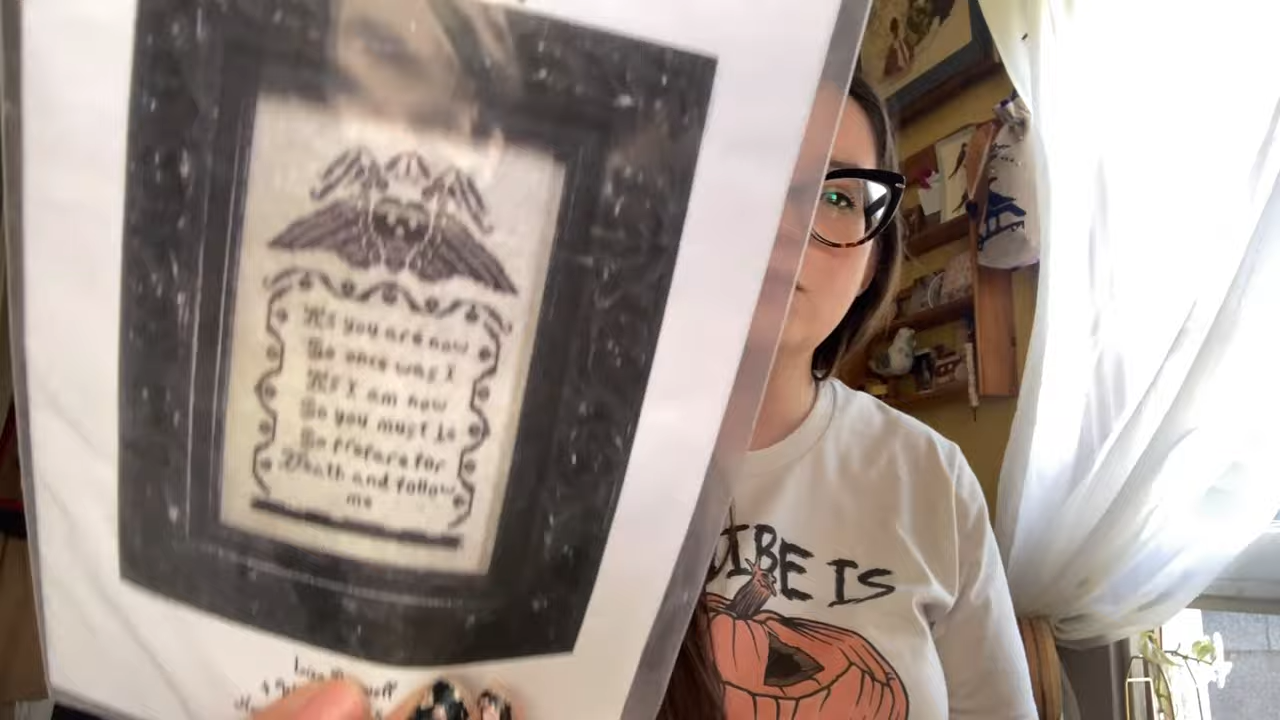 As you are now
So once was I
As I am now
So you must be
So prepare for
Death and follow
me
VIBE IS